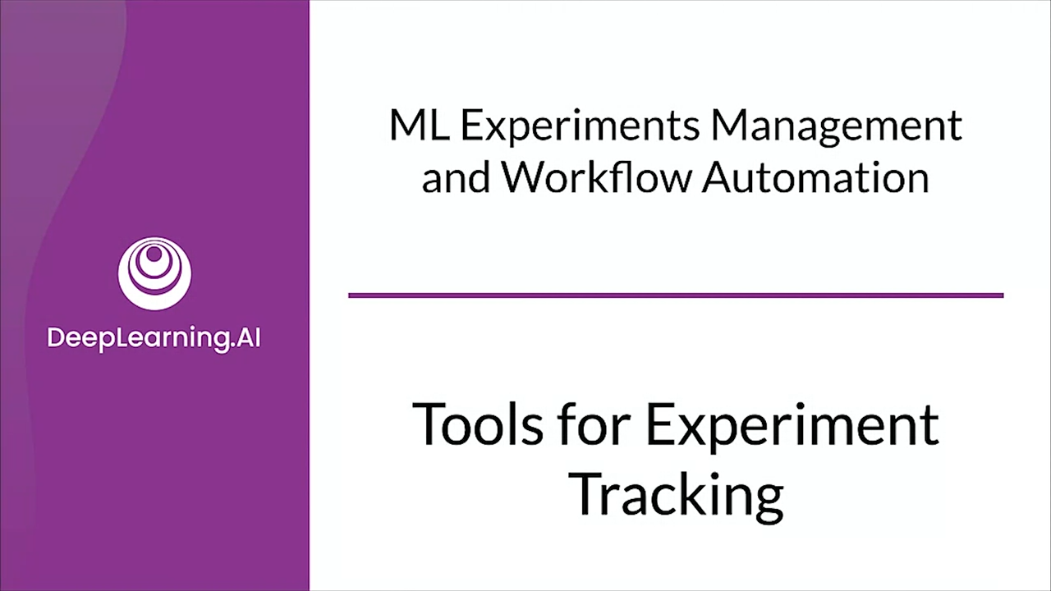 ML Experiments Management
and Workflow Automation
DeepLearning.AI
Tools for Experiment
Tracking